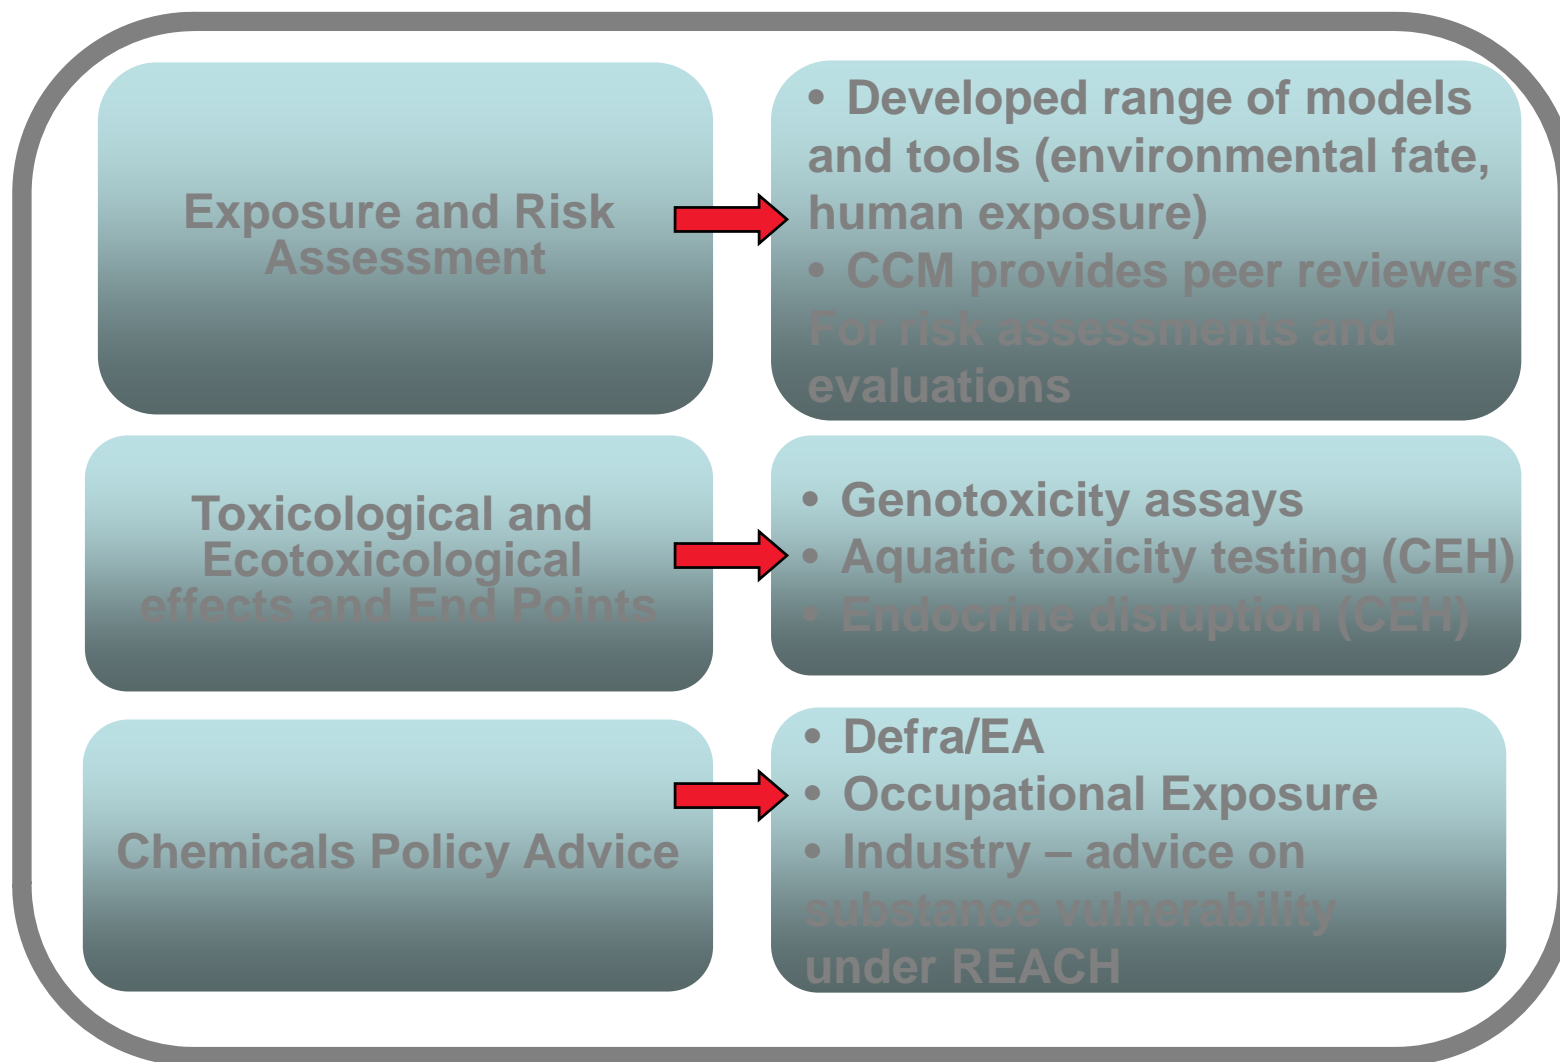 Exposure and Risk
Assessment
• Developed range of models
and tools (environmental fate,
human exposure)
• CCM provides peer reviewers
For risk assessments and
evaluations
Toxicological and
Ecotoxicological
effects and End Points
• Genotoxicity assays
• Aquatic toxicity testing (CEH)
• Endocrine disruption (CEH)
Chemicals Policy Advice
• Defra/EA
• Occupational Exposure
• Industry – advice on
substance vulnerability
under REACH